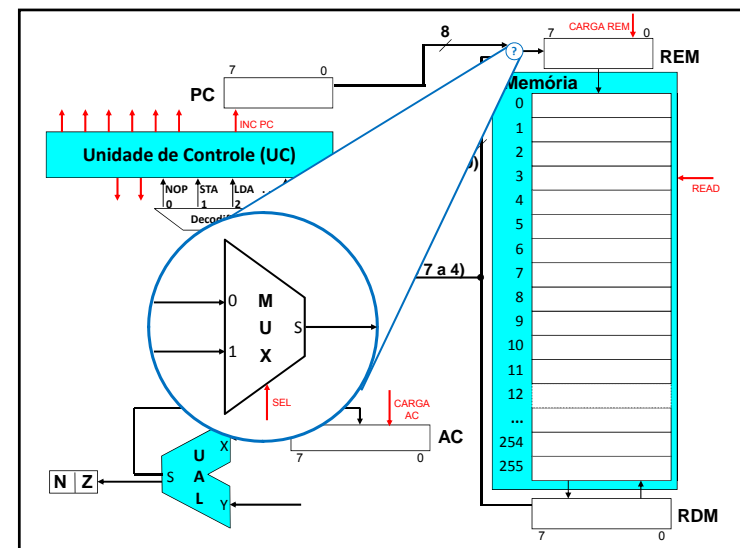 CARGA REM
8
7 0
?
REM
7 0
PC
Memória
INC PC
Unidade de Controle (UC)
NOP STA LDA . .
0 1 2
0
1
2
3
4
5
6
7
8
9
10
11
12
...
254
255
READ
7 a 4)
0
1
M
U
X
S
SEL
CARGA
AC
AC
7 0
X
Y
S
U
A
L
N Z
RDM
7 0